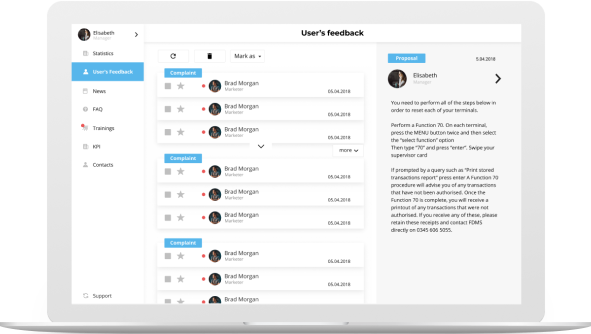 Elisabeth
Manager
Statistics
User's Feedback
News
FAQ
Trainings
KPI
Contacts
Support
User's feedback
Mark as
Complaint
Brad Morgan
Marketer
05.04.2018
Brad Morgan
Marketer
05.04.2018
Brad Morgan
Marketer
05.04.2018
more
Complaint
Brad Morgan
Marketer
05.04.2018
Brad Morgan
Marketer
05.04.2018
Brad Morgan
Marketer
05.04.2018
Complaint
Brad Morgan
Marketer
05.04.2018
Brad Morgan
Marketer
05.04.2018
Brad Morgan
Proposal
5.04.2018
Elisabeth
Manager
You need to perform all of the steps below in
order to reset each of your terminals.
Perform a Function 70. On each terminal,
press the MENU button twice and then select
the "select function" option
Then type "70" and press "enter". Swipe your
supervisor card
If prompted by a query such as "Print stored
transactions report" press enter A Function 70
procedure will advise you of any transactions
that have not been authorised. Once the
Function 70 is complete, you will receive a
printout of any transactions that were not
authorised. If you receive any of these, please
retain these receipts and contact FDMS
directly on 0345 606 5055.